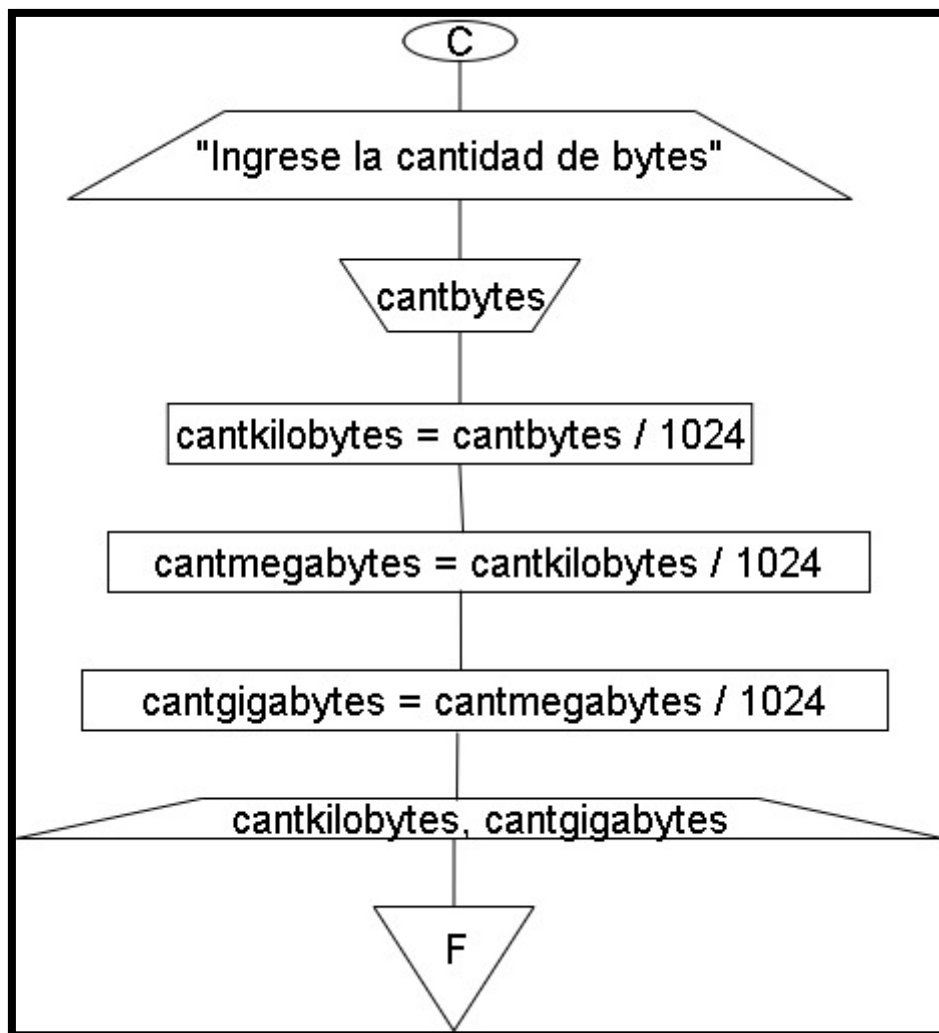 C
"Ingrese la cantidad de bytes"
cantbytes
cantkilobytes = cantbytes / 1024
cantmegabytes = cantkilobytes / 1024
cantgigabytes = cantmegabytes / 1024
cantkilobytes, cantgigabytes
F